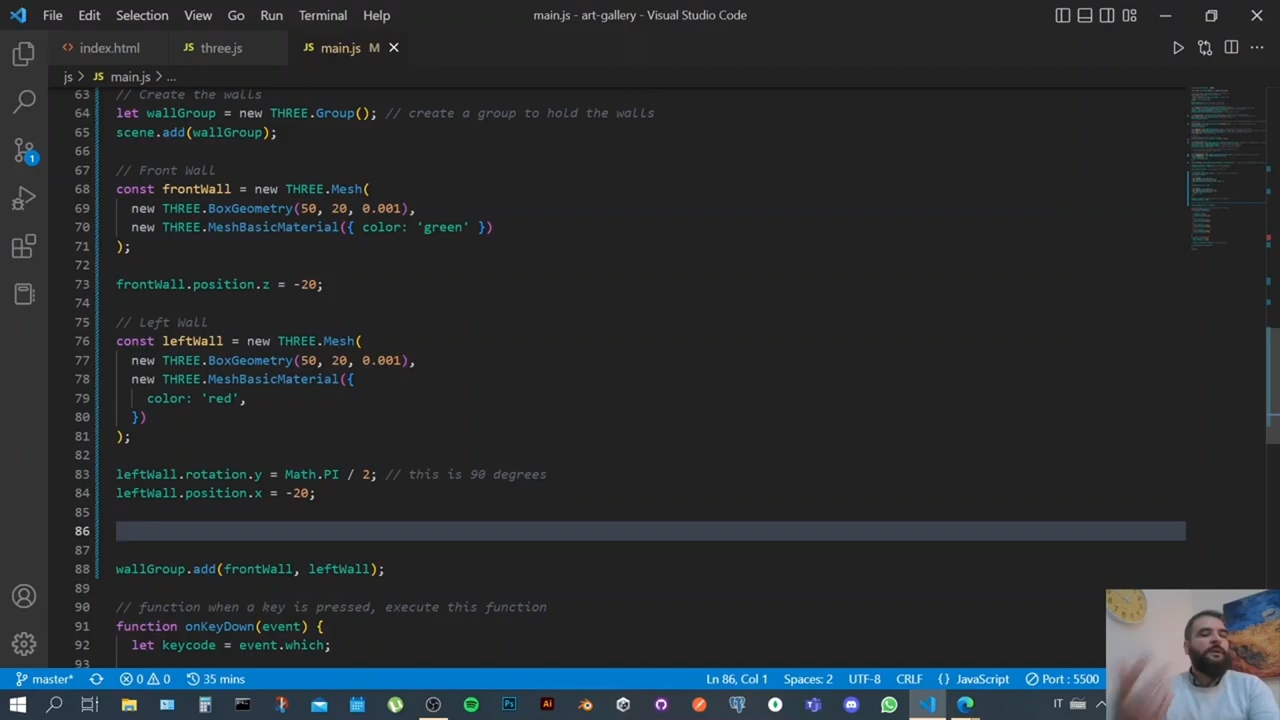 File Edit Selection View Go Run Terminal Help main.js - art-gallery - Visual Studio Code
<> index.html JS three.js JS main.js M
js > JS main.js > ...
63 // Create the walls
64 let wallGroup = new THREE.Group(); // create a group to hold the walls
65 scene.add(wallGroup);
66
67 // Front Wall
68 const frontWall = new THREE.Mesh(
69 new THREE.BoxGeometry(50, 20, 0.001),
70 new THREE.MeshBasicMaterial({ color: 'green' })
71 );
72
73 frontWall.position.z = -20;
74
75 // left Wall
76 const leftWall = new THREE.Mesh(
77 new THREE.BoxGeometry(50, 20, 0.001),
78 new THREE.MeshBasicMaterial({
79 color: 'red',
80 })
81 );
82
83 leftWall.rotation.y = Math.PI / 2; // this is 90 degrees
84 leftWall.position.x = -20;
85
86
87
88 wallGroup.add(frontWall, leftWall);
89
90 // function when a key is pressed, execute this function
91 function onKeyDown(event) {
92 let keycode = event.which;
93
1
master* 0 0 35 mins Ln 86, Col 1 Spaces: 2 UTF-8 CRLF {} JavaScript Port : 5500
Ps Ai IT